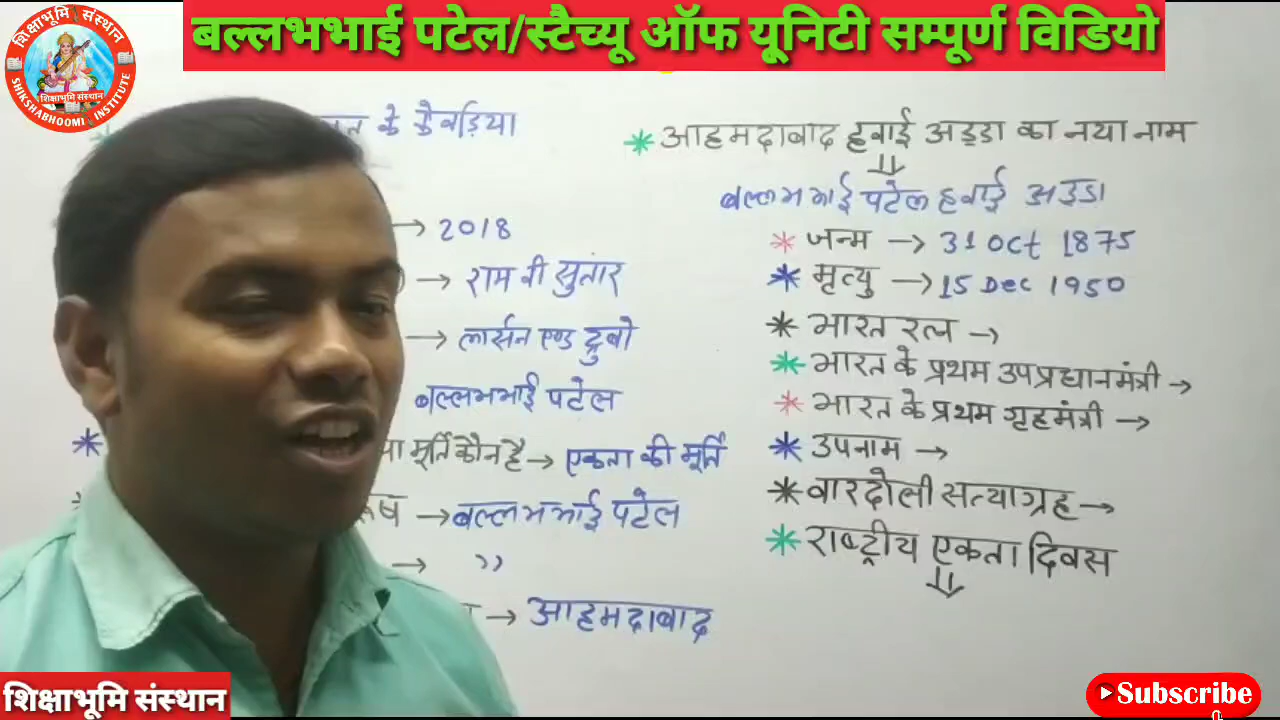 बल्लभभाई पटेल/स्टैच्यू ऑफ यूनिटी सम्पूर्ण विडियो
शिक्षाभूमि संस्थान
शिक्षाभूमि संस्थान
SHIKSHABHOOMI INSTITUTE
के केवड़िया
→ 2018
→ राम वी सुतार
→ लार्सन एण्ड ट्रुबो
बल्लभभाई पटेल
* या मूर्ति कौन है → एकता की मूर्ति
→ बल्लभभाई पटेल
→ ”
→ आहमदाबाद
* आहमदाबाद हवाई अड्डा का नया नाम
⇓
बल्लभभाई पटेल हवाई अड्डा
* जन्म → 31 Oct 1875
* मृत्यु → 15 Dec 1950
* भारत रत्न →
* भारत के प्रथम उपप्रधानमंत्री →
* भारत के प्रथम गृहमंत्री →
* उपनाम →
* वारदोली सत्याग्रह →
* राष्ट्रीय एकता दिवस
⇓
शिक्षाभूमि संस्थान
Subscribe